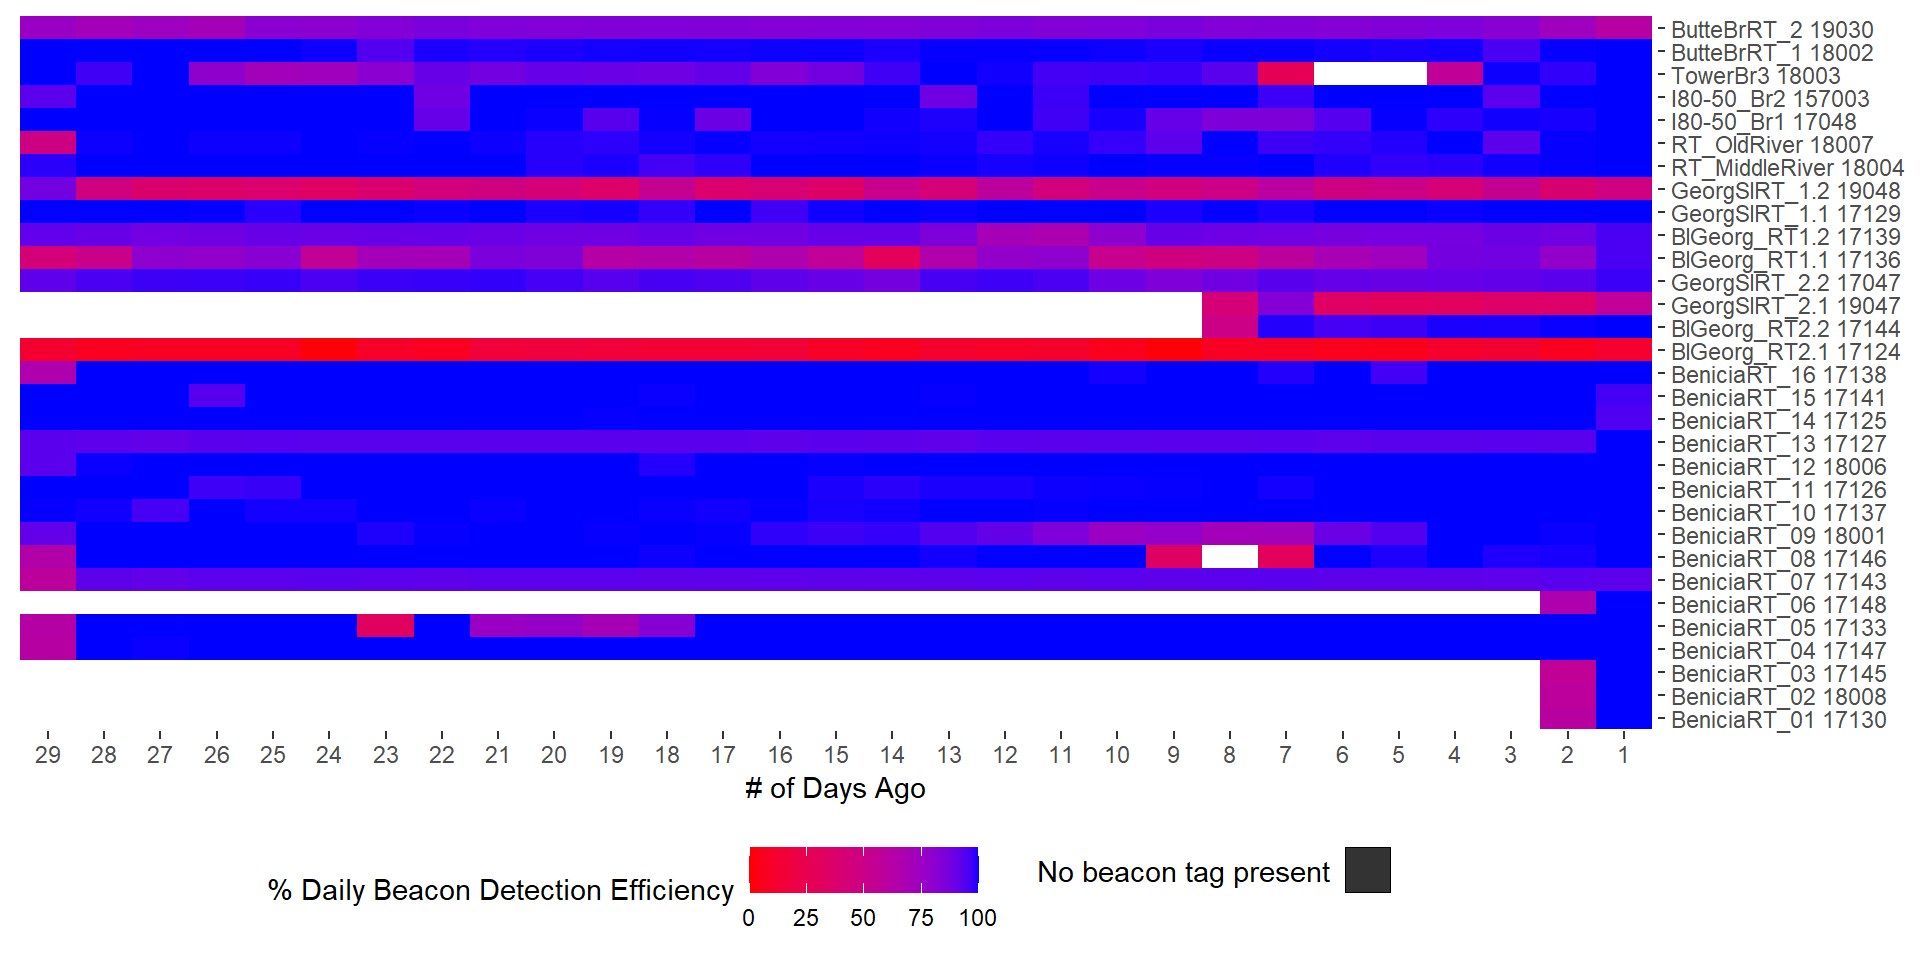 ButteBrRT_2 19030
ButteBrRT_1 18002
TowerBr3 18003
I80-50_Br2 157003
I80-50_Br1 17048
RT_OldRiver 18007
RT_MiddleRiver 18004
GeorgSlRT_1.2 19048
GeorgSlRT_1.1 17129
BlGeorg_RT1.2 17139
BlGeorg_RT1.1 17136
GeorgSlRT_2.2 17047
GeorgSlRT_2.1 19047
BlGeorg_RT2.2 17144
BlGeorg_RT2.1 17124
BeniciaRT_16 17138
BeniciaRT_15 17141
BeniciaRT_14 17125
BeniciaRT_13 17127
BeniciaRT_12 18006
BeniciaRT_11 17126
BeniciaRT_10 17137
BeniciaRT_09 18001
BeniciaRT_08 17146
BeniciaRT_07 17143
BeniciaRT_06 17148
BeniciaRT_05 17133
BeniciaRT_04 17147
BeniciaRT_03 17145
BeniciaRT_02 18008
BeniciaRT_01 17130
29 28 27 26 25 24 23 22 21 20 19 18 17 16 15 14 13 12 11 10 9 8 7 6 5 4 3 2 1
# of Days Ago
% Daily Beacon Detection Efficiency
0 25 50 75 100
No beacon tag present